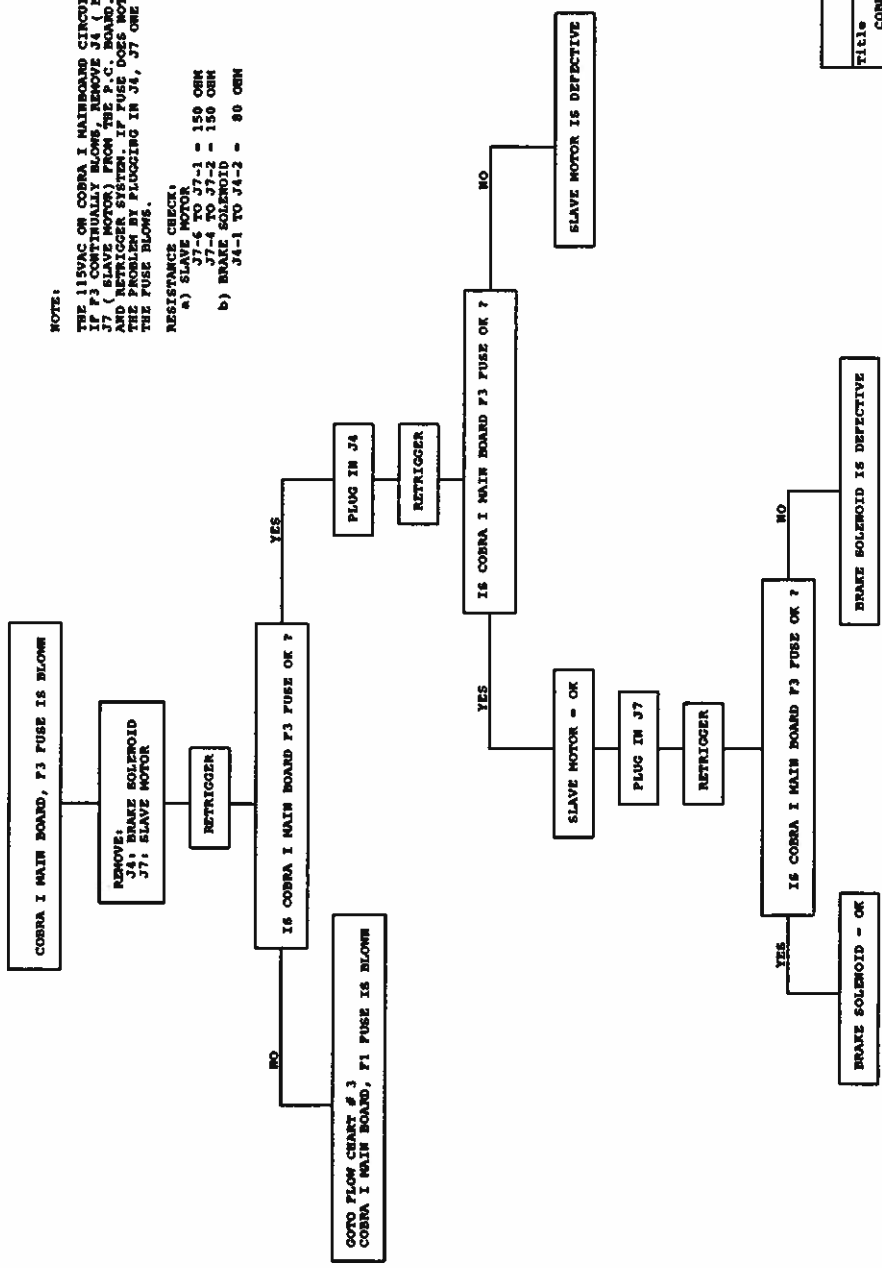 NOTE:
THE 115VAC ON COBRA I MAINBOARD
IF F3 CONTINUALLY BLOWS, REMOVE J4 (
J7 ( SLAVE MOTOR) FROM THE P.C. BOARD.
AND RETRIGGER SYSTEM. IF FUSE DOES NOT
THE PROBLEM BY PLUGGING IN J4, J7 ONE
THE FUSE BLOWS.
RESISTANCE CHECK:
a) SLAVE MOTOR
J7-6 TO J7-1 = 150 OHM
J7-4 TO J7-2 = 150 OHM
b) BRAKE SOLENOID
J4-1 TO J4-2 = 80 OHM
COBRA I MAIN BOARD, F3 FUSE IS BLOWN
REMOVE:
J4: BRAKE SOLENOID
J7: SLAVE MOTOR
RETRIGGER
IS COBRA I MAIN BOARD F3 FUSE OK ?
NO
YES
GOTO FLOW CHART # 3
COBRA I MAIN BOARD, F1 FUSE IS BLOWN
PLUG IN J4
RETRIGGER
IS COBRA I MAIN BOARD F3 FUSE OK ?
YES
NO
SLAVE MOTOR = OK
SLAVE MOTOR IS DEFECTIVE
PLUG IN J7
RETRIGGER
IS COBRA I MAIN BOARD F3 FUSE OK ?
YES
NO
BRAKE SOLENOID = OK
BRAKE SOLENOID IS DEFECTIVE
Title